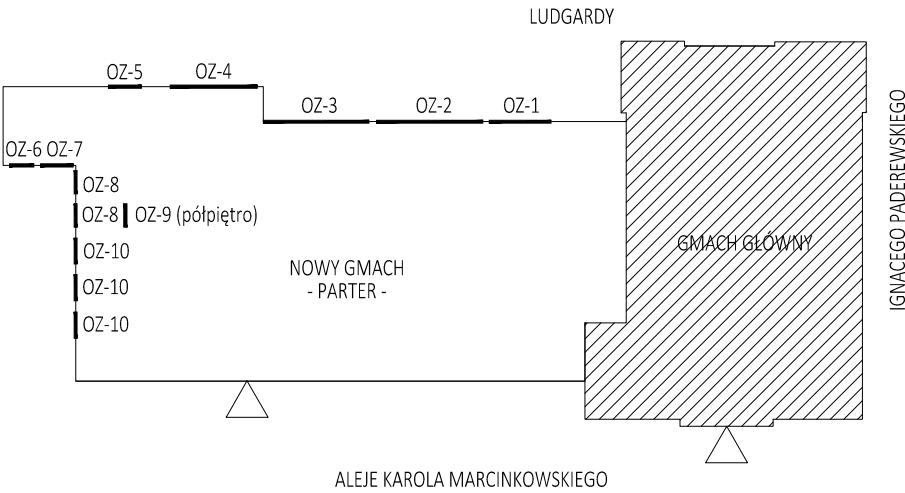 LUDGARDY
OZ-5
OZ-4
OZ-3
OZ-2
OZ-1
OZ-6 OZ-7
OZ-8
OZ-8
OZ-9 (półpiętro)
OZ-10
OZ-10
OZ-10
NOWY GMACH
- PARTER -
GMACH GŁÓWNY
IGNACEGO PADEREWSKIEGO
ALEJE KAROLA MARCINKOWSKIEGO